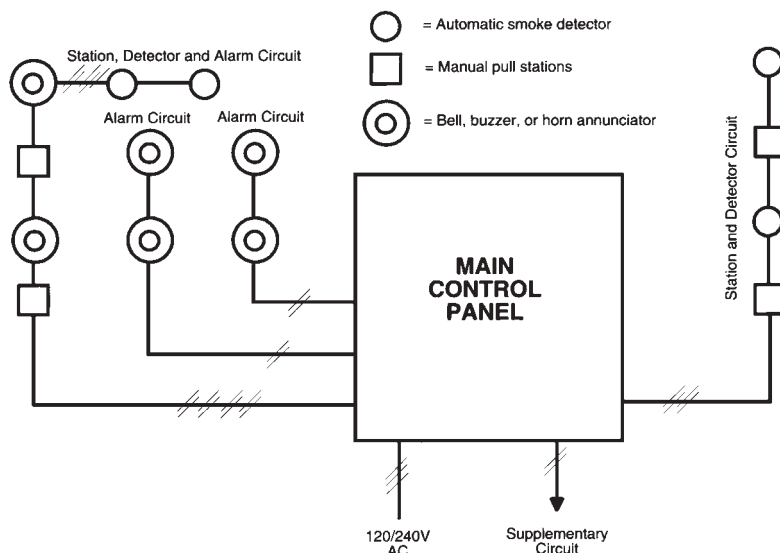 Station, Detector and Alarm Circuit
= Automatic smoke detector
= Manual pull stations
= Bell, buzzer, or horn annunciator
Alarm Circuit
Alarm Circuit
MAIN
CONTROL
PANEL
Station and Detector Circuit
120/240V
AC
Supplementary
Circuit